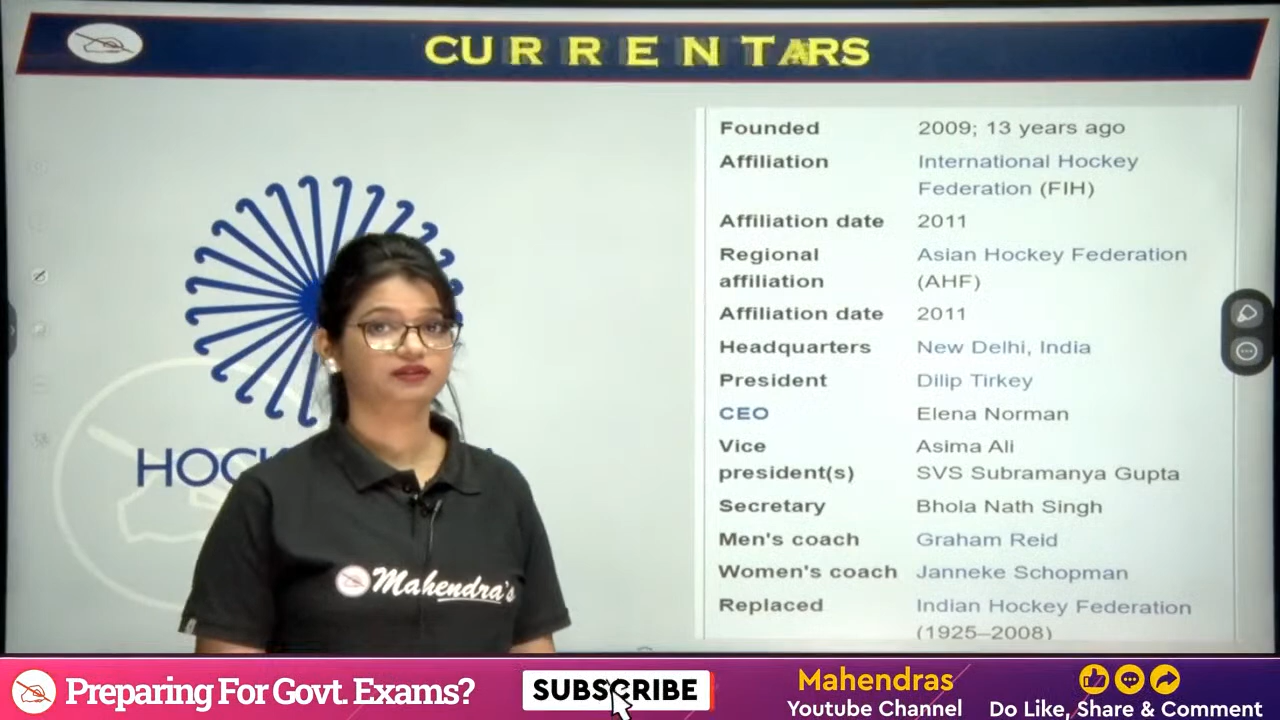 CURRENTARS
Founded 2009; 13 years ago
Affiliation International Hockey
Federation (FIH)
Affiliation date 2011
Regional Asian Hockey Federation
affiliation (AHF)
Affiliation date 2011
Headquarters New Delhi, India
President Dilip Tirkey
CEO Elena Norman
Vice Asima Ali
president(s) SVS Subramanya Gupta
Secretary Bhola Nath Singh
Men's coach Graham Reid
Women's coach Janneke Schopman
Replaced Indian Hockey Federation
(1925–2008)
HOCK
Mahendra's
Preparing For Govt. Exams?
SUBSCRIBE
Mahendras
Youtube Channel
Do Like, Share & Comment